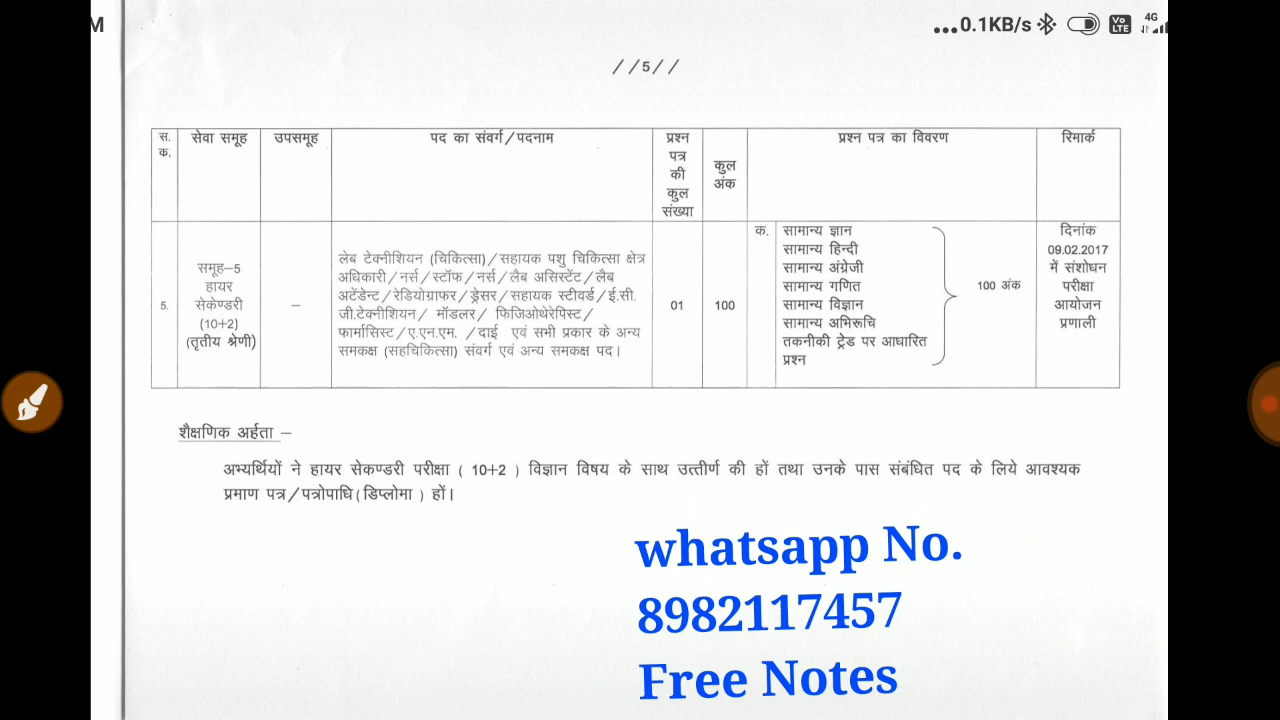 M
...0.1KB/s
Vo LTE
4G
//5//
स. क.
सेवा समूह
उपसमूह
पद का संवर्ग/पदनाम
प्रश्न पत्र की कुल संख्या
कुल अंक
प्रश्न पत्र का विवरण
रिमार्क
5.
समूह–5
हायर
सेकेण्डरी
(10+2)
(तृतीय श्रेणी)
–
लेब टेक्नीशियन (चिकित्सा)/सहायक पशु चिकित्सा क्षेत्र
अधिकारी/नर्स/स्टॉफ/नर्स/लैब असिस्टेंट/लैब
अटेंडेन्ट/रेडियोग्राफर/ड्रेसर/सहायक स्टीवर्ड/ई.सी.
जी.टेक्नीशियन/ मॉडलर/ फिजिओथेरेपिस्ट/
फार्मासिस्ट/ए.एन.एम. /दाई एवं सभी प्रकार के अन्य
समकक्ष (सहचिकित्सा) संवर्ग एवं अन्य समकक्ष पद।
01
100
क.
सामान्य ज्ञान
सामान्य हिन्दी
सामान्य अंग्रेजी
सामान्य गणित
सामान्य विज्ञान
सामान्य अभिरूचि
तकनीकी ट्रेड पर आधारित
प्रश्न
100 अंक
दिनांक
09.02.2017
में संशोधन
परीक्षा
आयोजन
प्रणाली
शैक्षणिक अर्हता –
अभ्यर्थियों ने हायर सेकण्डरी परीक्षा ( 10+2 ) विज्ञान विषय के साथ उत्तीर्ण की हों तथा उनके पास संबंधित पद के लिये आवश्यक
प्रमाण पत्र/पत्रोपाधि(डिप्लोमा ) हों।
whatsapp No.
8982117457
Free Notes